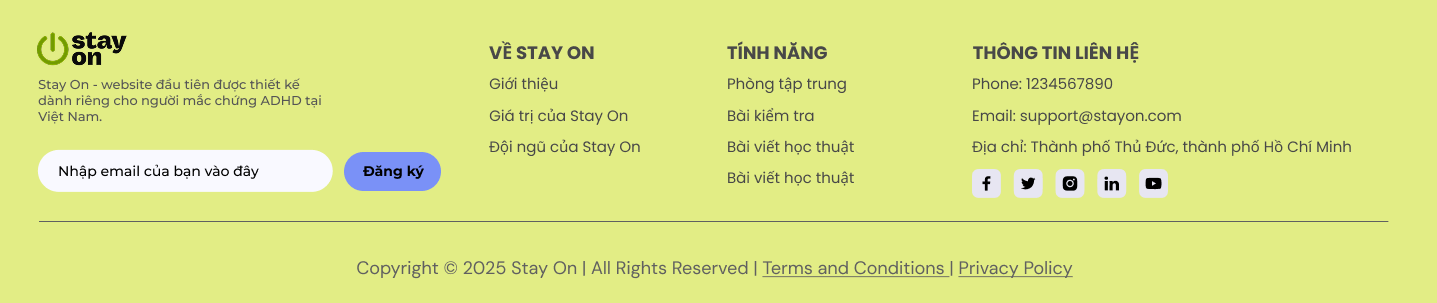 stay
on
Stay On - website đầu tiên được thiết kế
dành riêng cho người mắc chứng ADHD tại
Việt Nam.
Nhập email của bạn vào đây
Đăng ký
VỀ STAY ON
Giới thiệu
Giá trị của Stay On
Đội ngũ của Stay On
TÍNH NĂNG
Phòng tập trung
Bài kiểm tra
Bài viết học thuật
Bài viết học thuật
THÔNG TIN LIÊN HỆ
Phone: 1234567890
Email: support@stayon.com
Địa chỉ: Thành phố Thủ Đức, thành phố Hồ Chí Minh
Copyright © 2025 Stay On | All Rights Reserved | Terms and Conditions | Privacy Policy